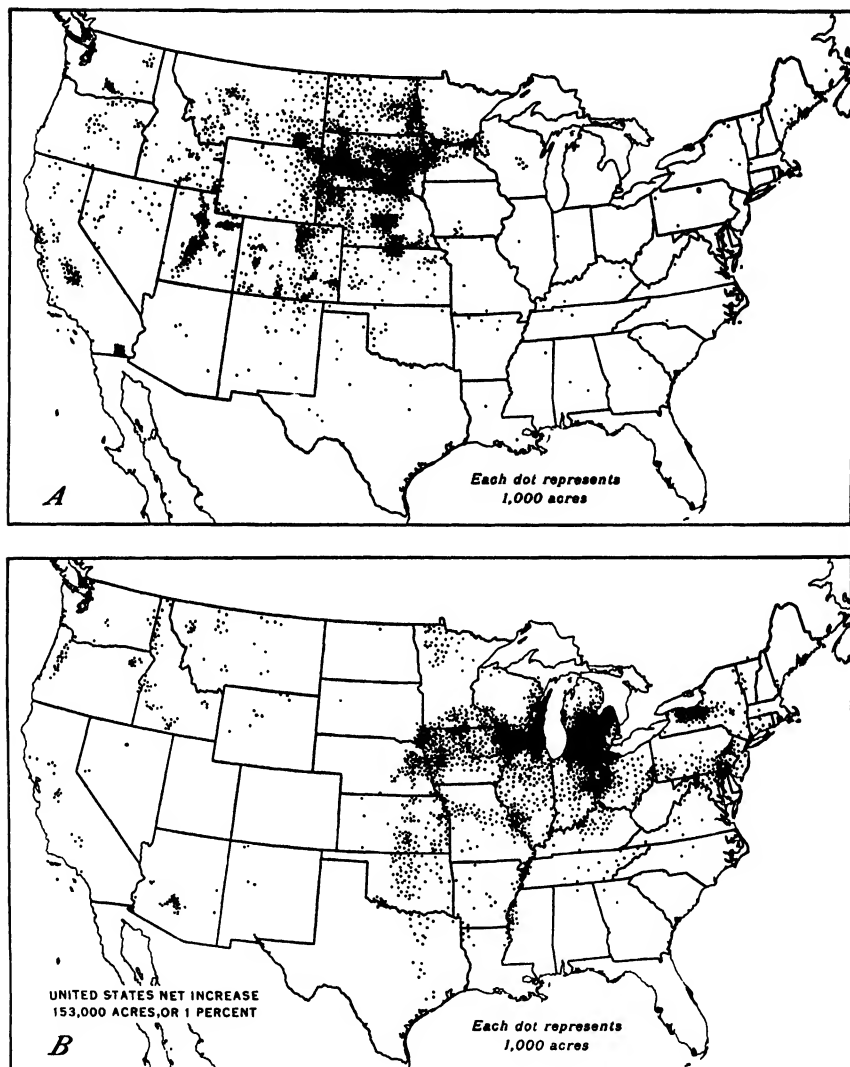 Each dot represents
1,000 acres
A
UNITED STATES NET INCREASE
153,000 ACRES, OR 1 PERCENT
Each dot represents
1,000 acres
B